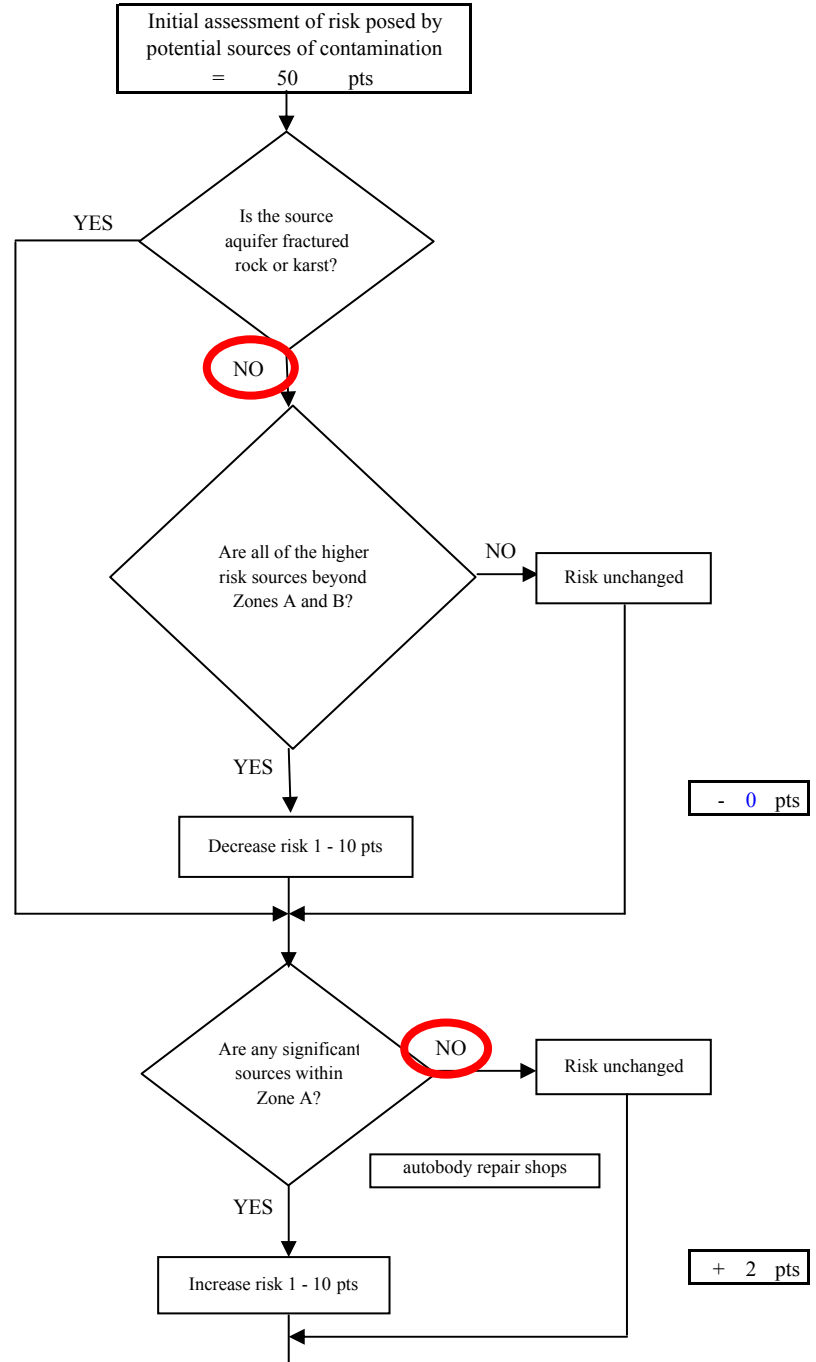 Initial assessment of risk posed by
potential sources of contamination
= 50 pts
YES
Is the source
aquifer fractured
rock or karst?
NO
Are all of the higher
risk sources beyond
Zones A and B?
NO
Risk unchanged
YES
- 0 pts
Decrease risk 1 - 10 pts
Are any significant
sources within
Zone A?
NO
Risk unchanged
autobody repair shops
YES
+ 2 pts
Increase risk 1 - 10 pts